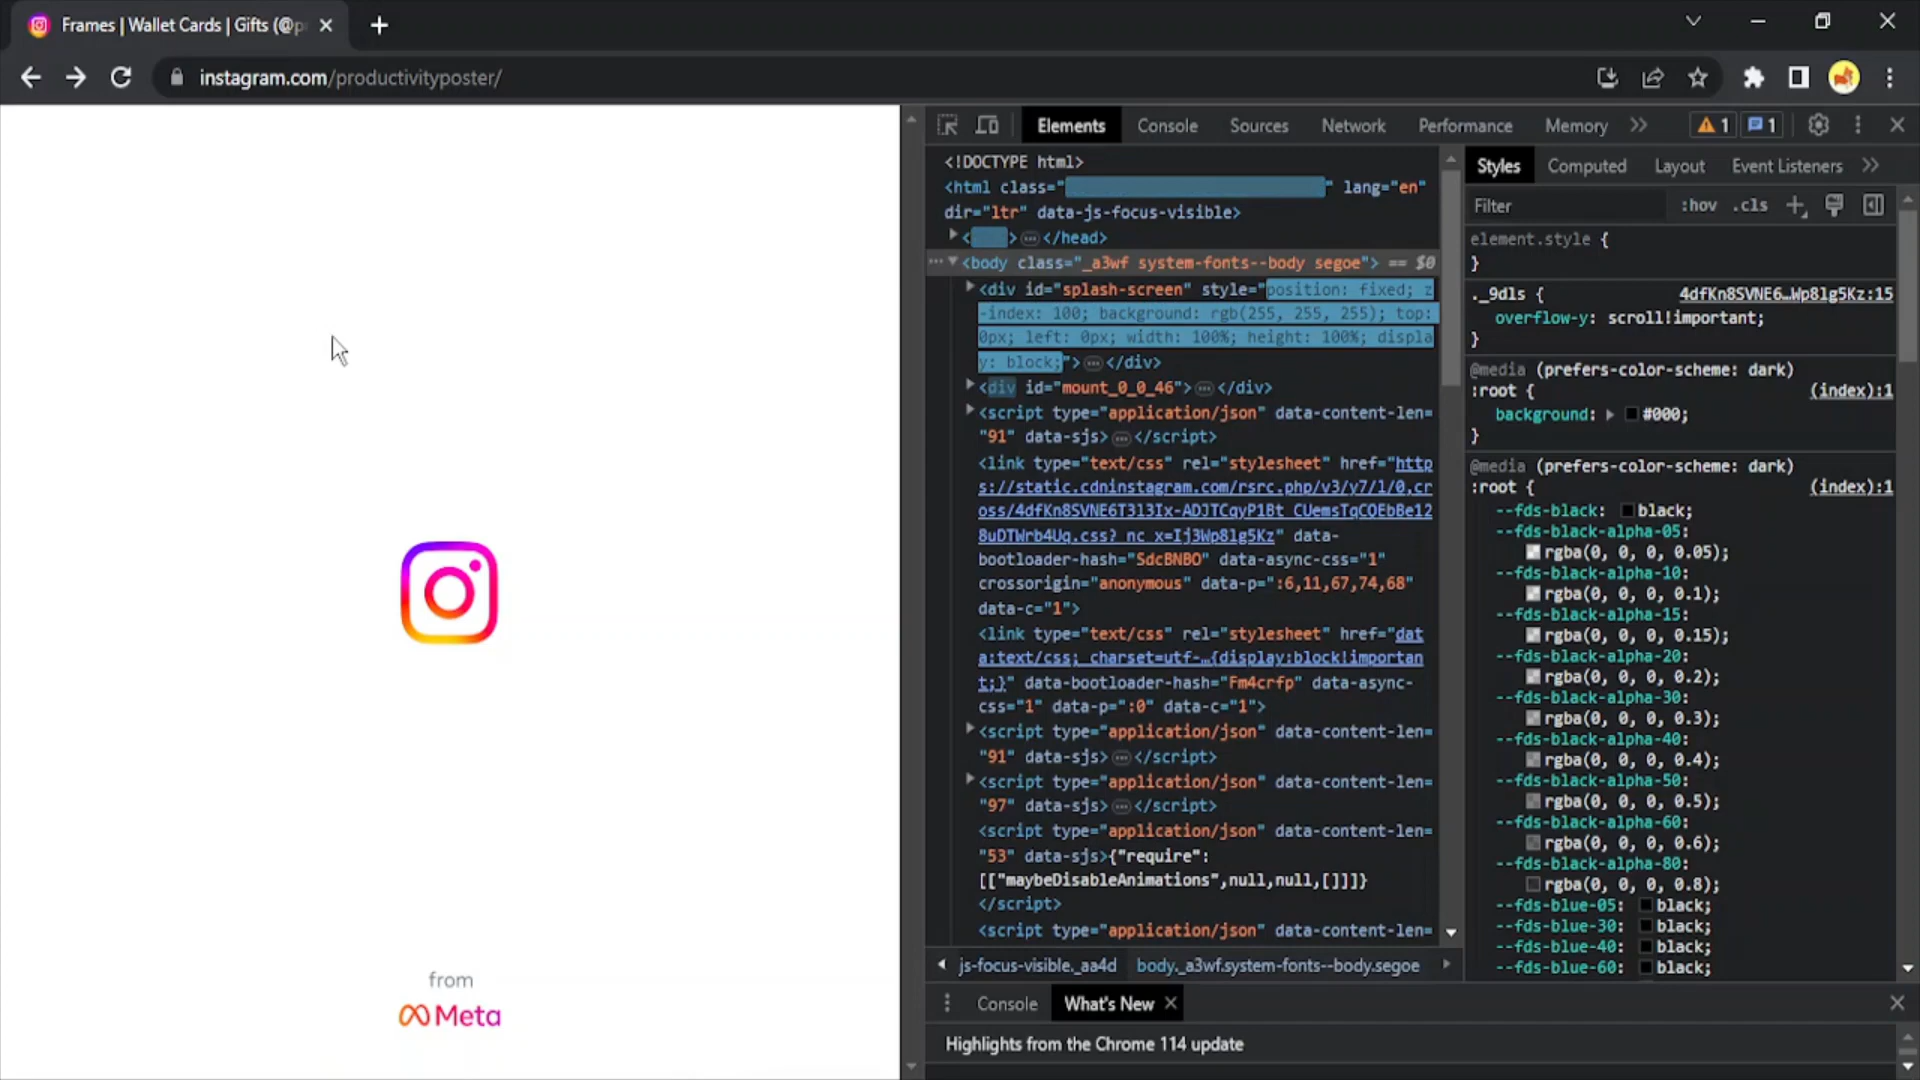 Frames | Wallet Cards | Gifts (@p
instagram.com/productivityposter/
Elements Console Sources Network Performance Memory 1 1
<!DOCTYPE html>
<html class=" " lang="en"
dir="ltr" data-js-focus-visible>
< > </head>
<body class="_a3wf system-fonts--body segoe"> == $0
<div id="splash-screen" style="position: fixed; z
-index: 100; background: rgb(255, 255, 255); top:
0px; left: 0px; width: 100%; height: 100%; displa
y: block;"> </div>
<div id="mount_0_0_46"> </div>
<script type="application/json" data-content-len=
"91" data-sjs> </script>
<link type="text/css" rel="stylesheet" href="http
s://static.cdninstagram.com/rsrc.php/v3/y7/l/0,cr
oss/4dfKn8SVNE6T3l3Ix-ADJTCqyP1Bt_CUemsTqCOEbBe12
8uDTWrb4Uq.css?_nc_x=Ij3Wp8lg5Kz" data-
bootloader-hash="SdcBNBO" data-async-css="1"
crossorigin="anonymous" data-p=":6,11,67,74,68"
data-c="1">
<link type="text/css" rel="stylesheet" href="dat
a:text/css; charset=utf-…{display:block!importan
t;}" data-bootloader-hash="Fm4crfp" data-async-
css="1" data-p=":0" data-c="1">
<script type="application/json" data-content-len=
"91" data-sjs> </script>
<script type="application/json" data-content-len=
"97" data-sjs> </script>
<script type="application/json" data-content-len=
"53" data-sjs>{"require":
[["maybeDisableAnimations",null,null,[]]]}
</script>
<script type="application/json" data-content-len=
js-focus-visible._aa4d body._a3wf.system-fonts--body.segoe
Styles Computed Layout Event Listeners
Filter :hov .cls
element.style {
}
._9dls { 4dfKn8SVNE6…Wp8lg5Kz:15
overflow-y: scroll!important;
}
@media (prefers-color-scheme: dark)
:root { (index):1
background: #000;
}
@media (prefers-color-scheme: dark)
:root { (index):1
--fds-black: black;
--fds-black-alpha-05:
rgba(0, 0, 0, 0.05);
--fds-black-alpha-10:
rgba(0, 0, 0, 0.1);
--fds-black-alpha-15:
rgba(0, 0, 0, 0.15);
--fds-black-alpha-20:
rgba(0, 0, 0, 0.2);
--fds-black-alpha-30:
rgba(0, 0, 0, 0.3);
--fds-black-alpha-40:
rgba(0, 0, 0, 0.4);
--fds-black-alpha-50:
rgba(0, 0, 0, 0.5);
--fds-black-alpha-60:
rgba(0, 0, 0, 0.6);
--fds-black-alpha-80:
rgba(0, 0, 0, 0.8);
--fds-blue-05: black;
--fds-blue-30: black;
--fds-blue-40: black;
--fds-blue-60: black;
Console What's New
Highlights from the Chrome 114 update
from
Meta